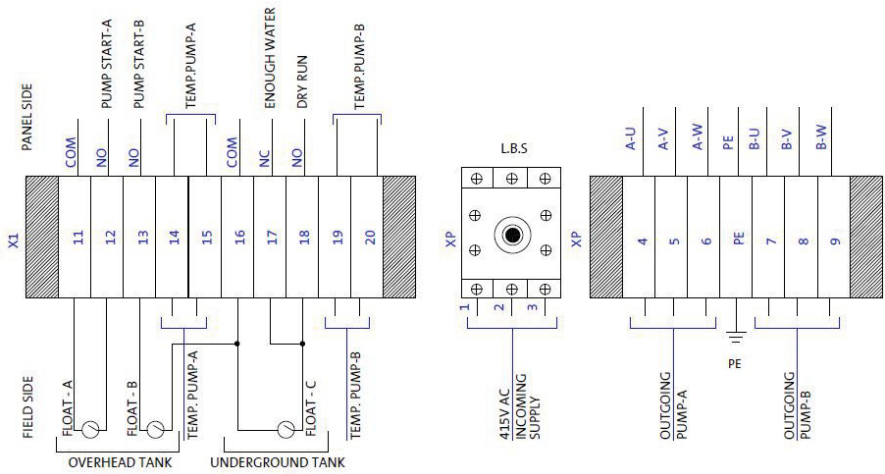 PANEL SIDE
PUMP START-A
PUMP START-B
TEMP.PUMP-A
ENOUGH WATER
DRY RUN
TEMP.PUMP-B
COM
NO
NO
COM
NC
NO
X1
11
12
13
14
15
16
17
18
19
20
FIELD SIDE
FLOAT - A
FLOAT - B
TEMP. PUMP-A
FLOAT - C
TEMP. PUMP-B
OVERHEAD TANK
UNDERGROUND TANK
L.B.S
XP
1
2
3
415V AC
INCOMING
SUPPLY
XP
A-U
A-V
A-W
PE
B-U
B-V
B-W
4
5
6
PE
7
8
9
PE
OUTGOING
PUMP-A
OUTGOING
PUMP-B